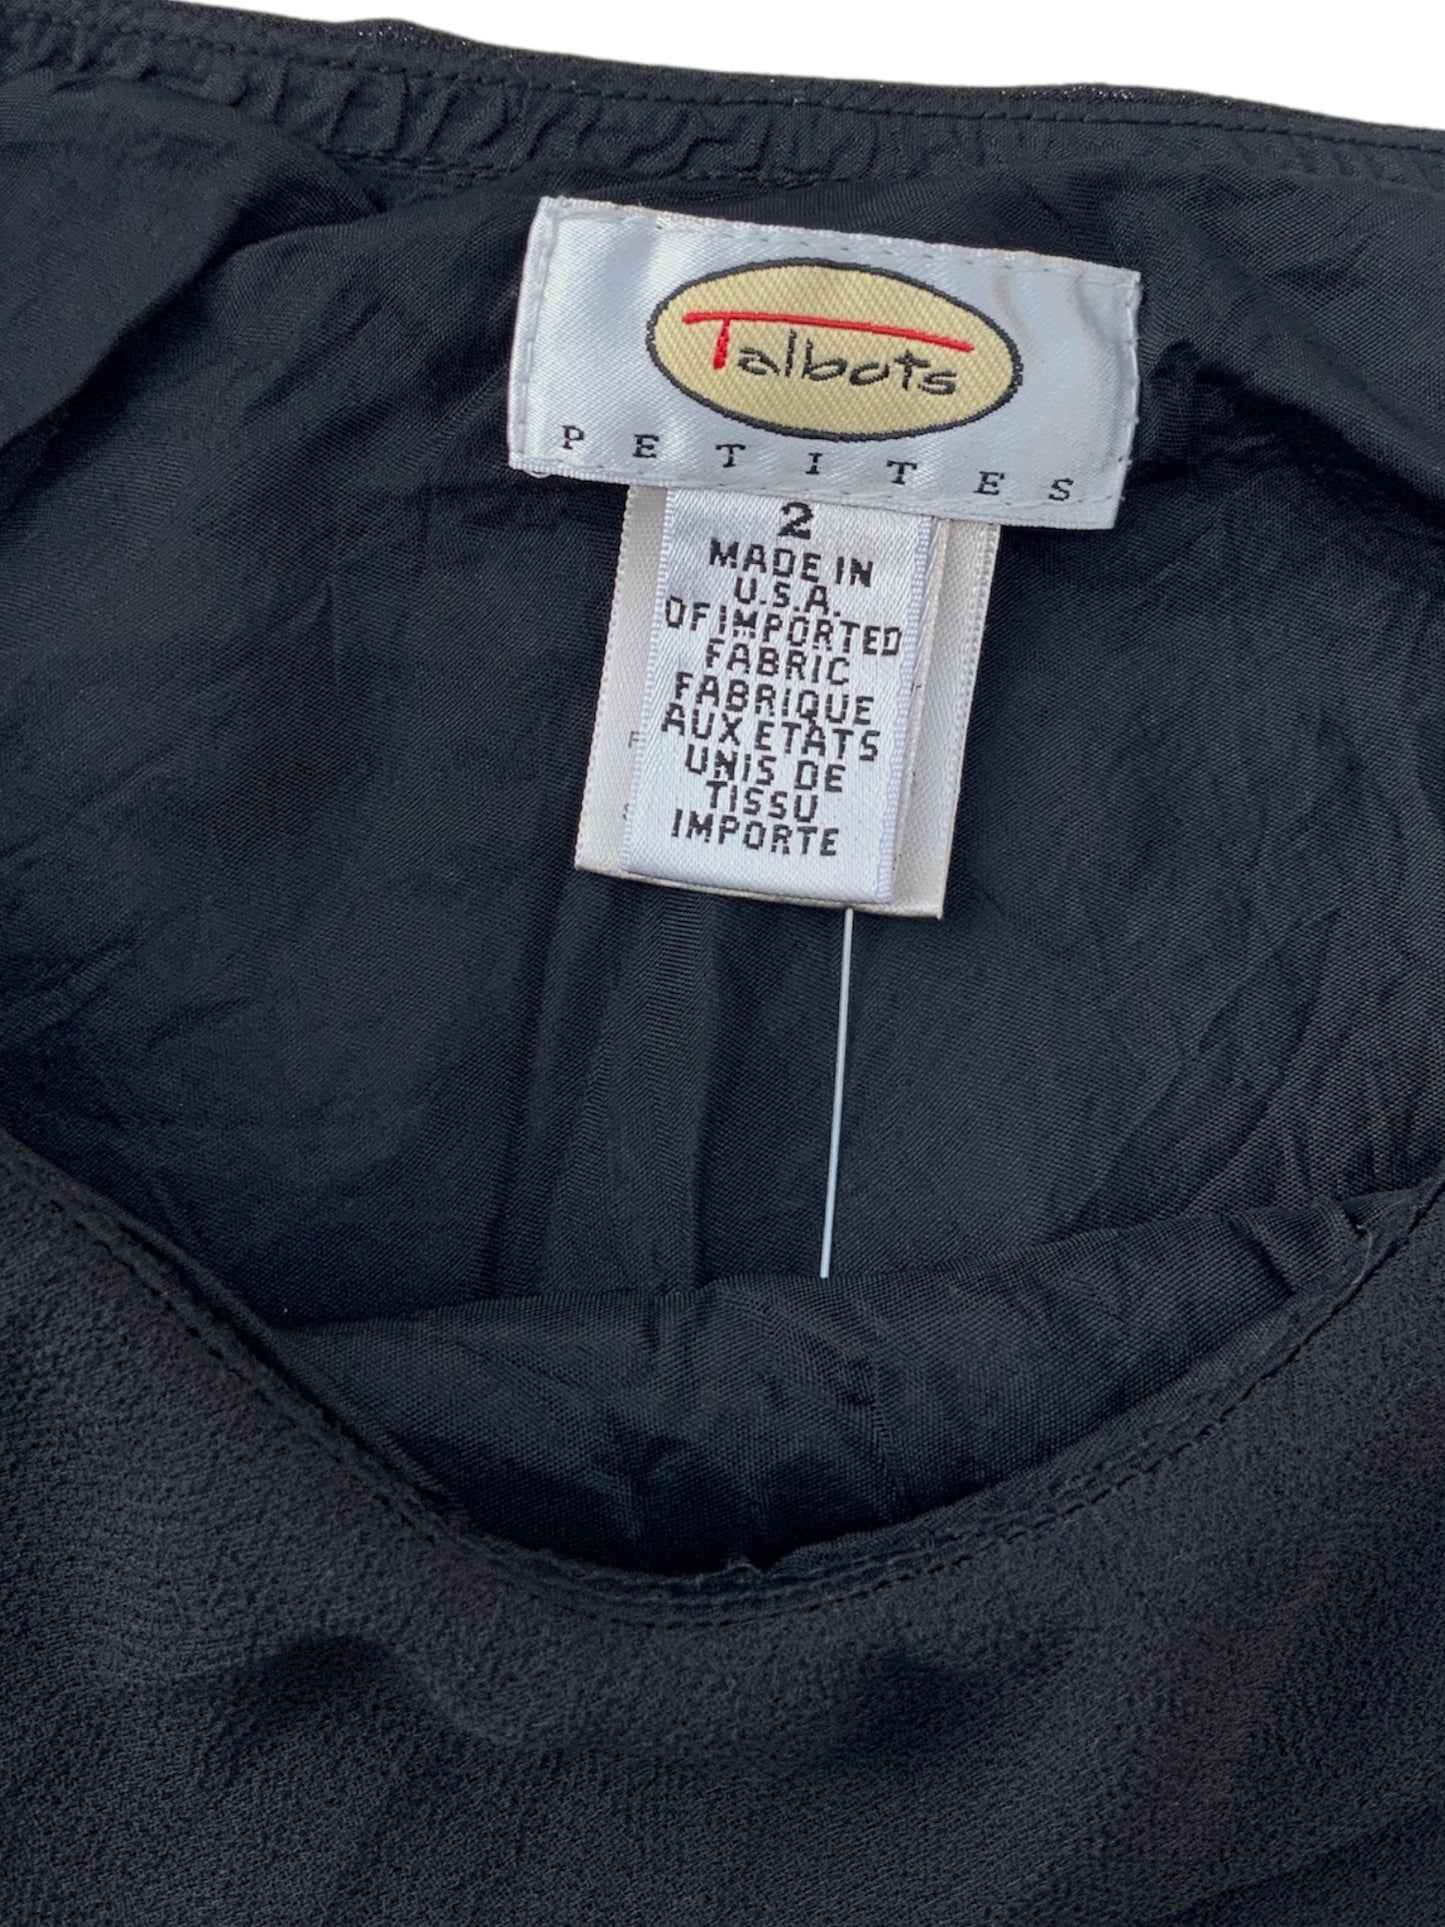 Talbots
PETITES
2
MADE IN
U.S.A.
OF IMPORTED
FABRIC
FABRIQUE
AUX ETATS
UNIS DE
TISSU
IMPORTE